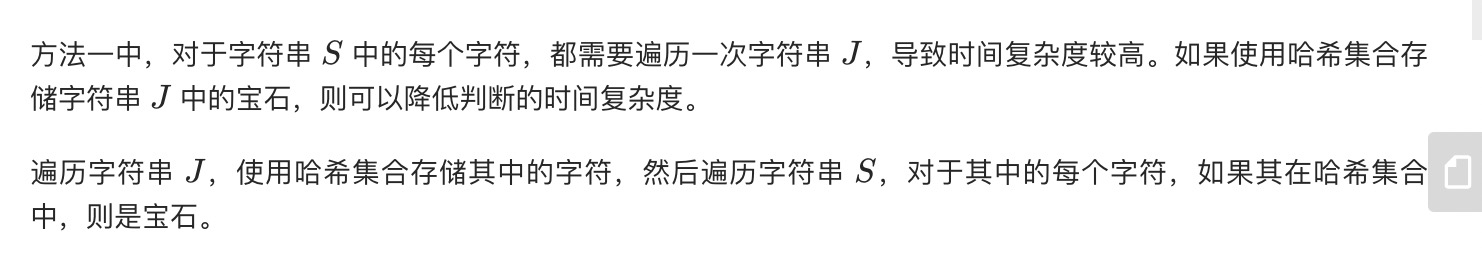 方法一中，对于字符串 S 中的每个字符，都需要遍历一次字符串 J，导致时间复杂度较高。如果使用哈希集合存
储字符串 J 中的宝石，则可以降低判断的时间复杂度。
遍历字符串 J，使用哈希集合存储其中的字符，然后遍历字符串 S，对于其中的每个字符，如果其在哈希集合
中，则是宝石。